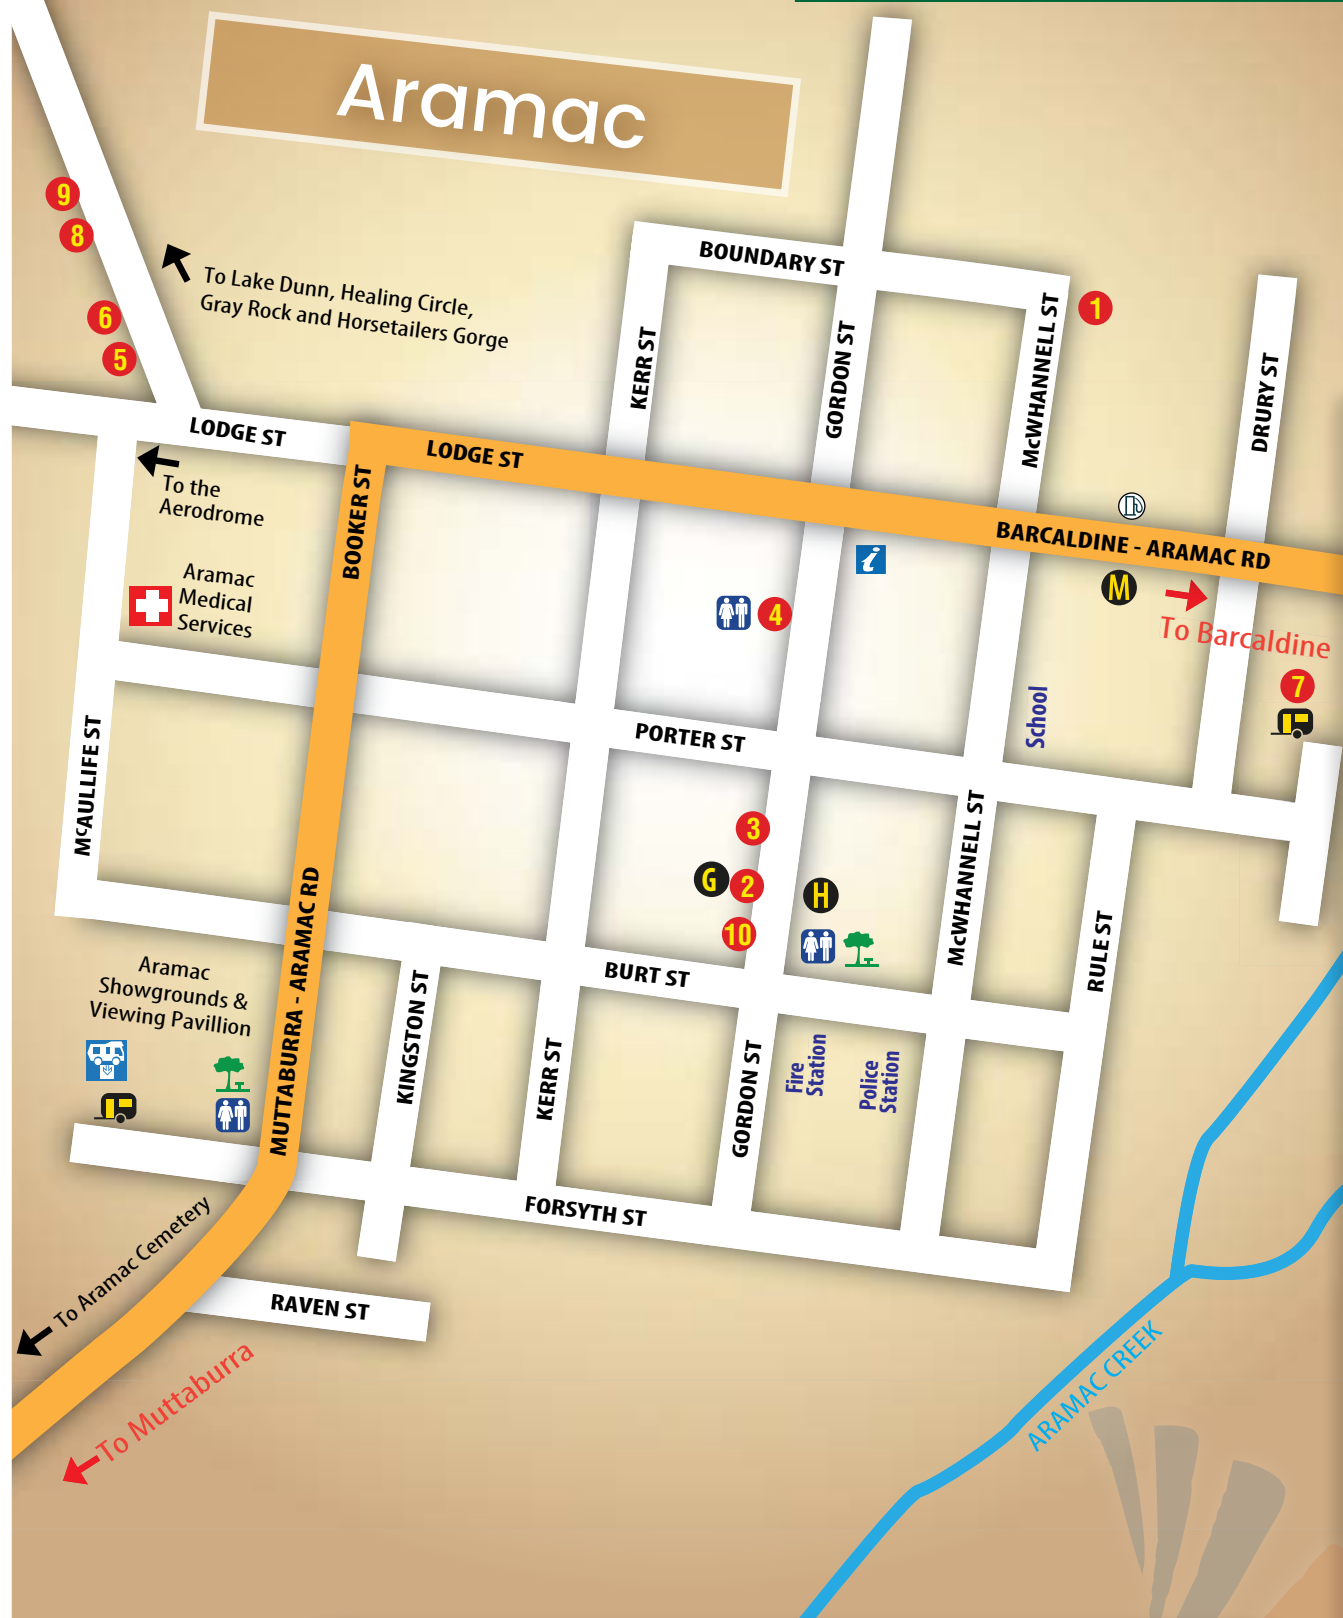 Aramac
9
8
6
5
To Lake Dunn, Healing Circle,
Gray Rock and Horsetailers Gorge
BOUNDARY ST
KERR ST
GORDON ST
McWHANNELL ST
1
DRURY ST
LODGE ST
LODGE ST
BARCALDINE - ARAMAC RD
To the
Aerodrome
BOOKER ST
Aramac
Medical
Services
i
4
M
To Barcaldine
7
School
McAULLIFE ST
PORTER ST
3
G
2
10
H
McWHANNELL ST
RULE ST
MUTTABURRA - ARAMAC RD
BURT ST
Aramac
Showgrounds &
Viewing Pavillion
KINGSTON ST
KERR ST
GORDON ST
Fire
Station
Police
Station
FORSYTH ST
To Aramac Cemetery
RAVEN ST
To Muttaburra
ARAMAC CREEK